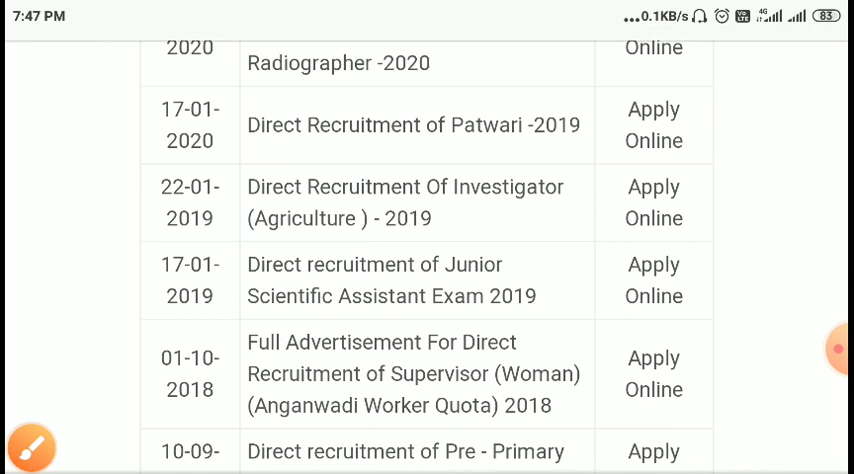 7:47 PM ...0.1KB/s Vo LTE 4G 83
2020 Radiographer -2020 Online
17-01-
2020
Direct Recruitment of Patwari -2019
Apply
Online
22-01-
2019
Direct Recruitment Of Investigator
(Agriculture ) - 2019
Apply
Online
17-01-
2019
Direct recruitment of Junior
Scientific Assistant Exam 2019
Apply
Online
01-10-
2018
Full Advertisement For Direct
Recruitment of Supervisor (Woman)
(Anganwadi Worker Quota) 2018
Apply
Online
10-09-
Direct recruitment of Pre - Primary
Apply